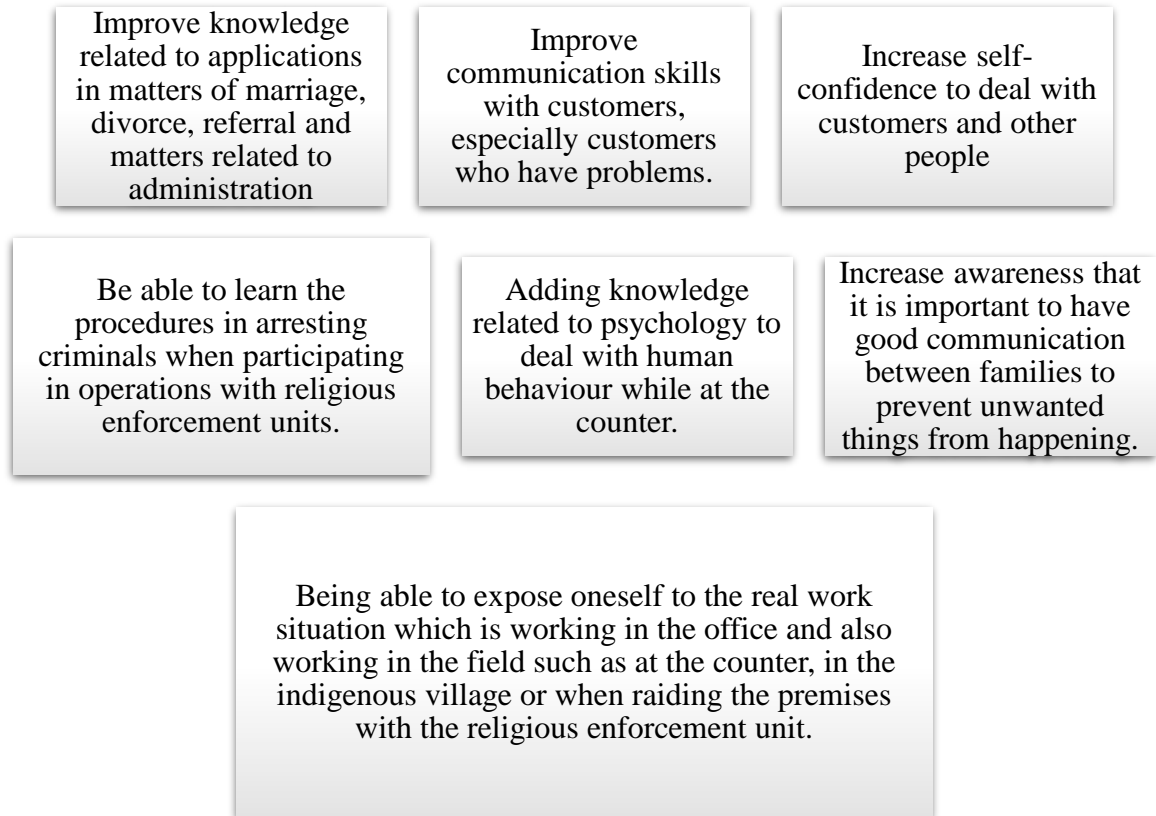 Improve knowledge
related to applications
in matters of marriage,
divorce, referral and
matters related to
administration
Improve
communication skills
with customers,
especially customers
who have problems.
Increase self-
confidence to deal with
customers and other
people
Be able to learn the
procedures in arresting
criminals when participating
in operations with religious
enforcement units.
Adding knowledge
related to psychology to
deal with human
behaviour while at the
counter.
Increase awareness that
it is important to have
good communication
between families to
prevent unwanted
things from happening.
Being able to expose oneself to the real work
situation which is working in the office and also
working in the field such as at the counter, in the
indigenous village or when raiding the premises
with the religious enforcement unit.